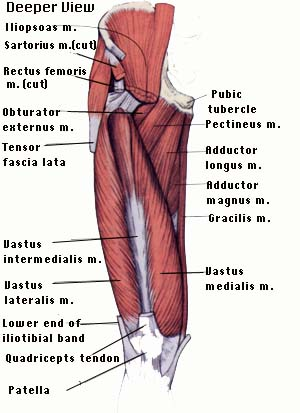 Deeper View
Iliopsoas m.
Sartorius m.(cut)
Rectus femoris
m. (cut)
Obturator
externus m.
Tensor
fascia lata
Pubic
tubercle
Pectineus m.
Adductor
longus m.
Adductor
magnus m.
Gracilis m.
Vastus
intermedialis m.
Vastus
lateralis m.
Vastus
medialis m.
Lower end of
iliotibial band
Quadricepts tendon
Patella